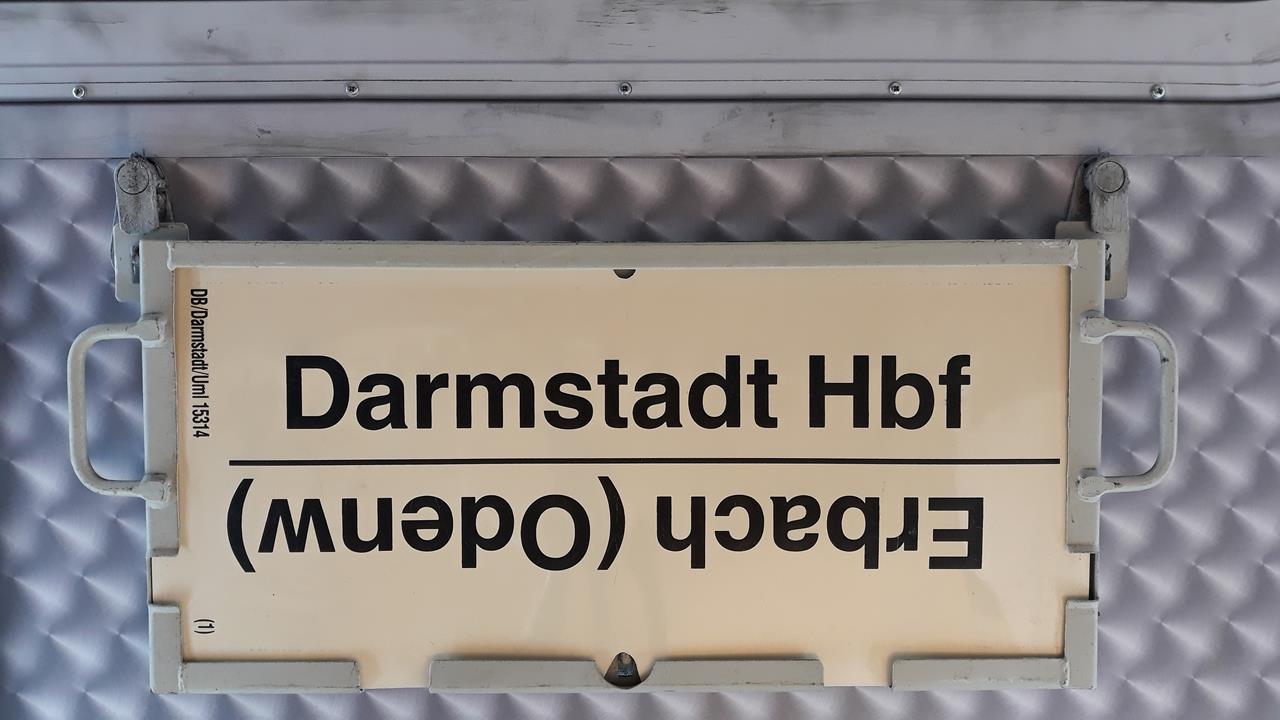 Darmstadt Hbf
Erbach (Odenw)
DB/Darmstadt/Uml 15314
(1)